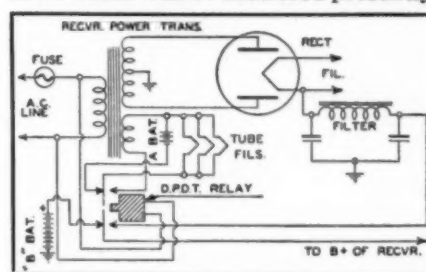 RECVR. POWER TRANS.
FUSE
RECT
A.C.
LINE
FIL.
A BAT.
TUBE
FILS.
FILTER
D.P.D.T. RELAY
+
"B" BAT.
TO B+ OF RECVR.